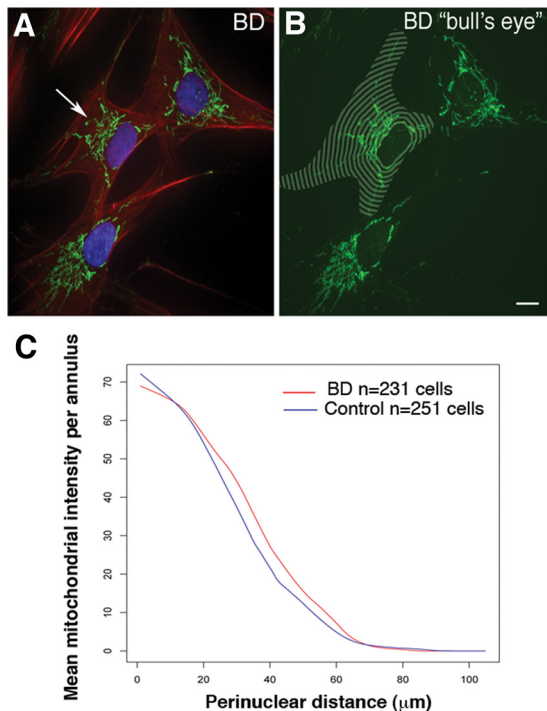 A
BD
B
BD "bull's eye"
C
Mean mitochondrial intensity per annulus
70
60
50
40
30
20
10
0
BD n=231 cells
Control n=251 cells
0 20 40 60 80 100
Perinuclear distance (μm)